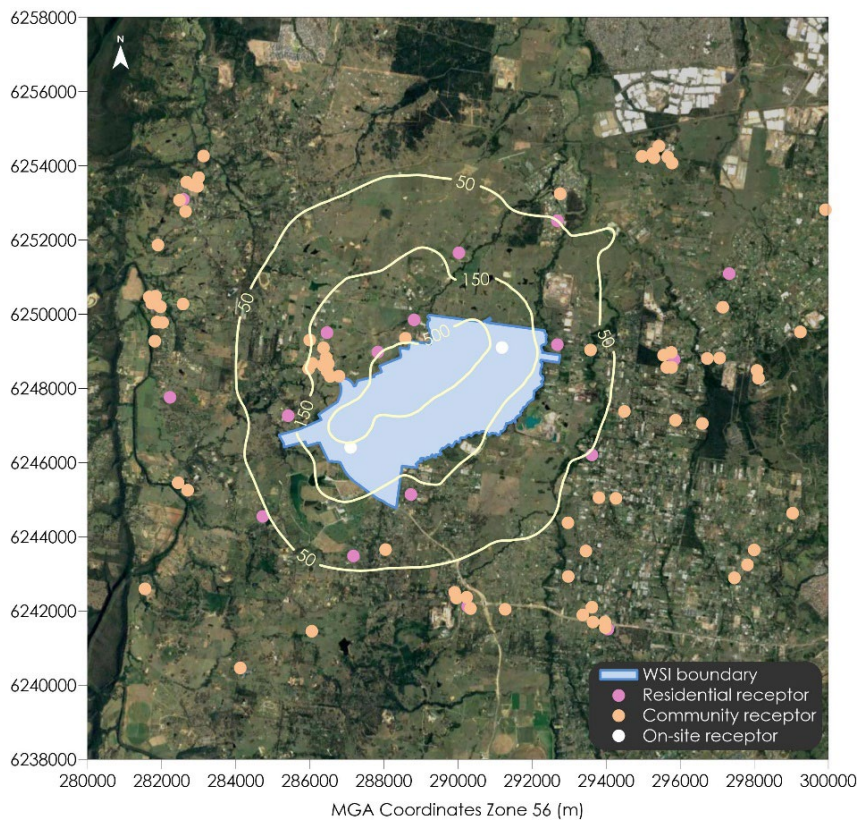 6258000
N
6256000
6254000
50
6252000
150
50
6250000
500
50
6248000
150
6246000
6244000
50
6242000
WSI boundary
Residential receptor
6240000
Community receptor
On-site receptor
6238000
280000 282000 284000 286000 288000 290000 292000 294000 296000 298000 300000
MGA Coordinates Zone 56 (m)